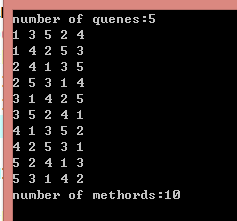 number of quenes:5
1 3 5 2 4
1 4 2 5 3
2 4 1 3 5
2 5 3 1 4
3 1 4 2 5
3 5 2 4 1
4 1 3 5 2
4 2 5 3 1
5 2 4 1 3
5 3 1 4 2
number of methords:10